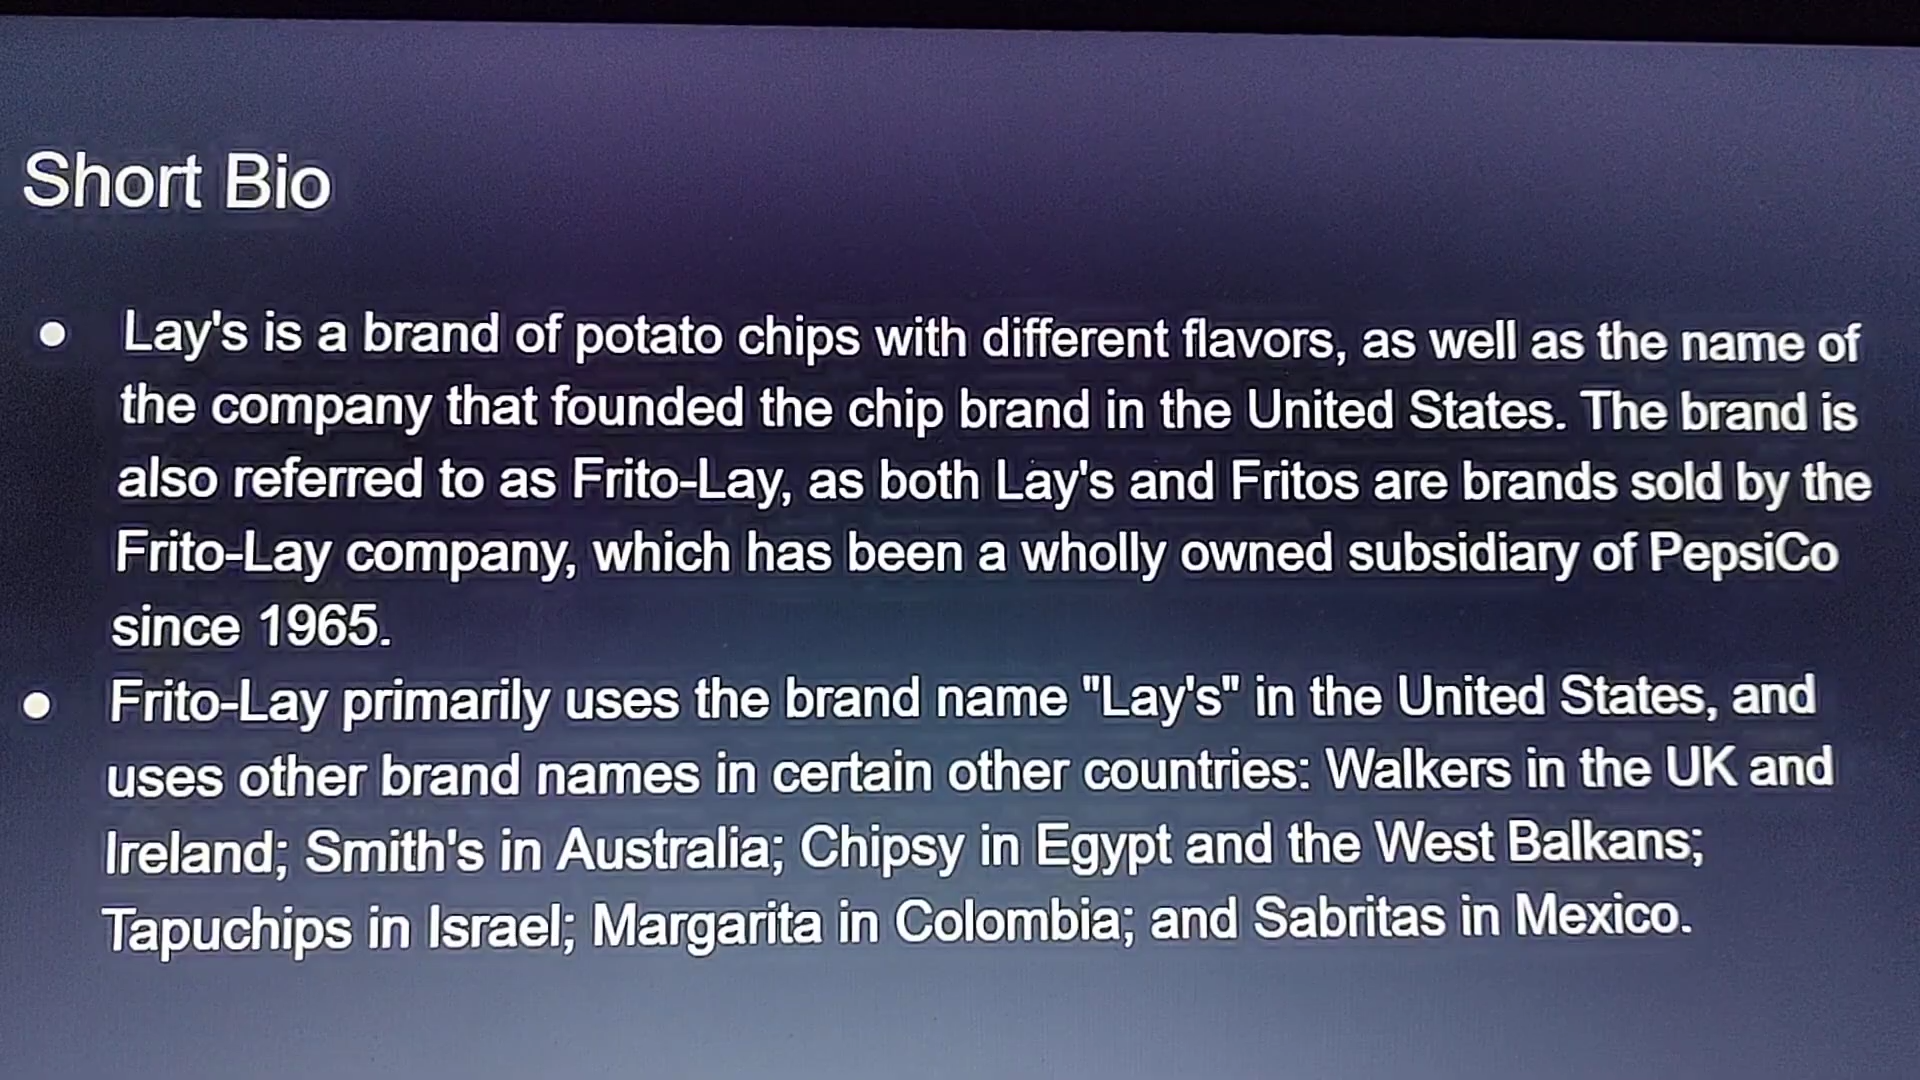 Short Bio
● Lay's is a brand of potato chips with different flavors, as well as the name of
the company that founded the chip brand in the United States. The brand is
also referred to as Frito-Lay, as both Lay's and Fritos are brands sold by the
Frito-Lay company, which has been a wholly owned subsidiary of PepsiCo
since 1965.
● Frito-Lay primarily uses the brand name "Lay's" in the United States, and
uses other brand names in certain other countries: Walkers in the UK and
Ireland; Smith's in Australia; Chipsy in Egypt and the West Balkans;
Tapuchips in Israel; Margarita in Colombia; and Sabritas in Mexico.